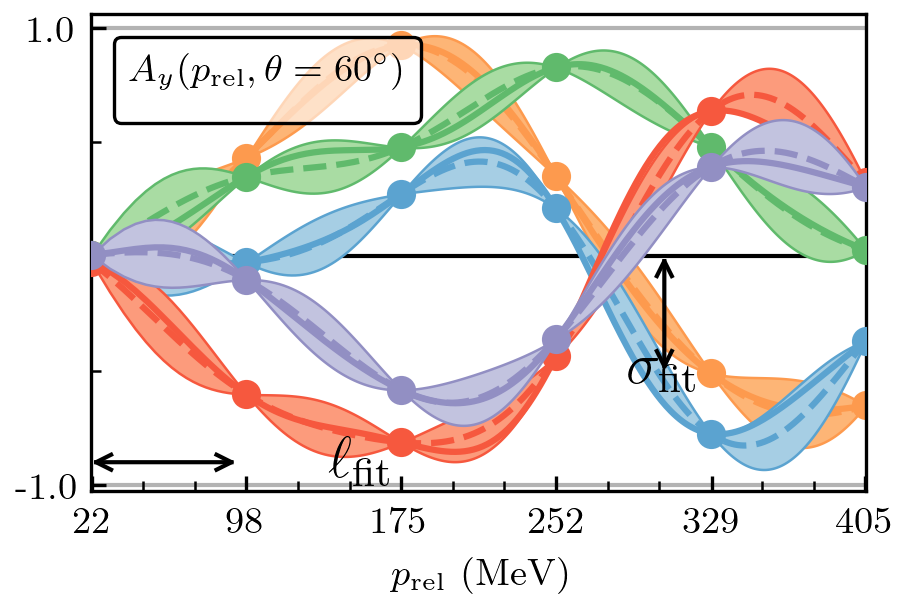 1.0
A_y(p_rel, θ = 60°)
σ_fit
ℓ_fit
-1.0
22 98 175 252 329 405
p_rel (MeV)